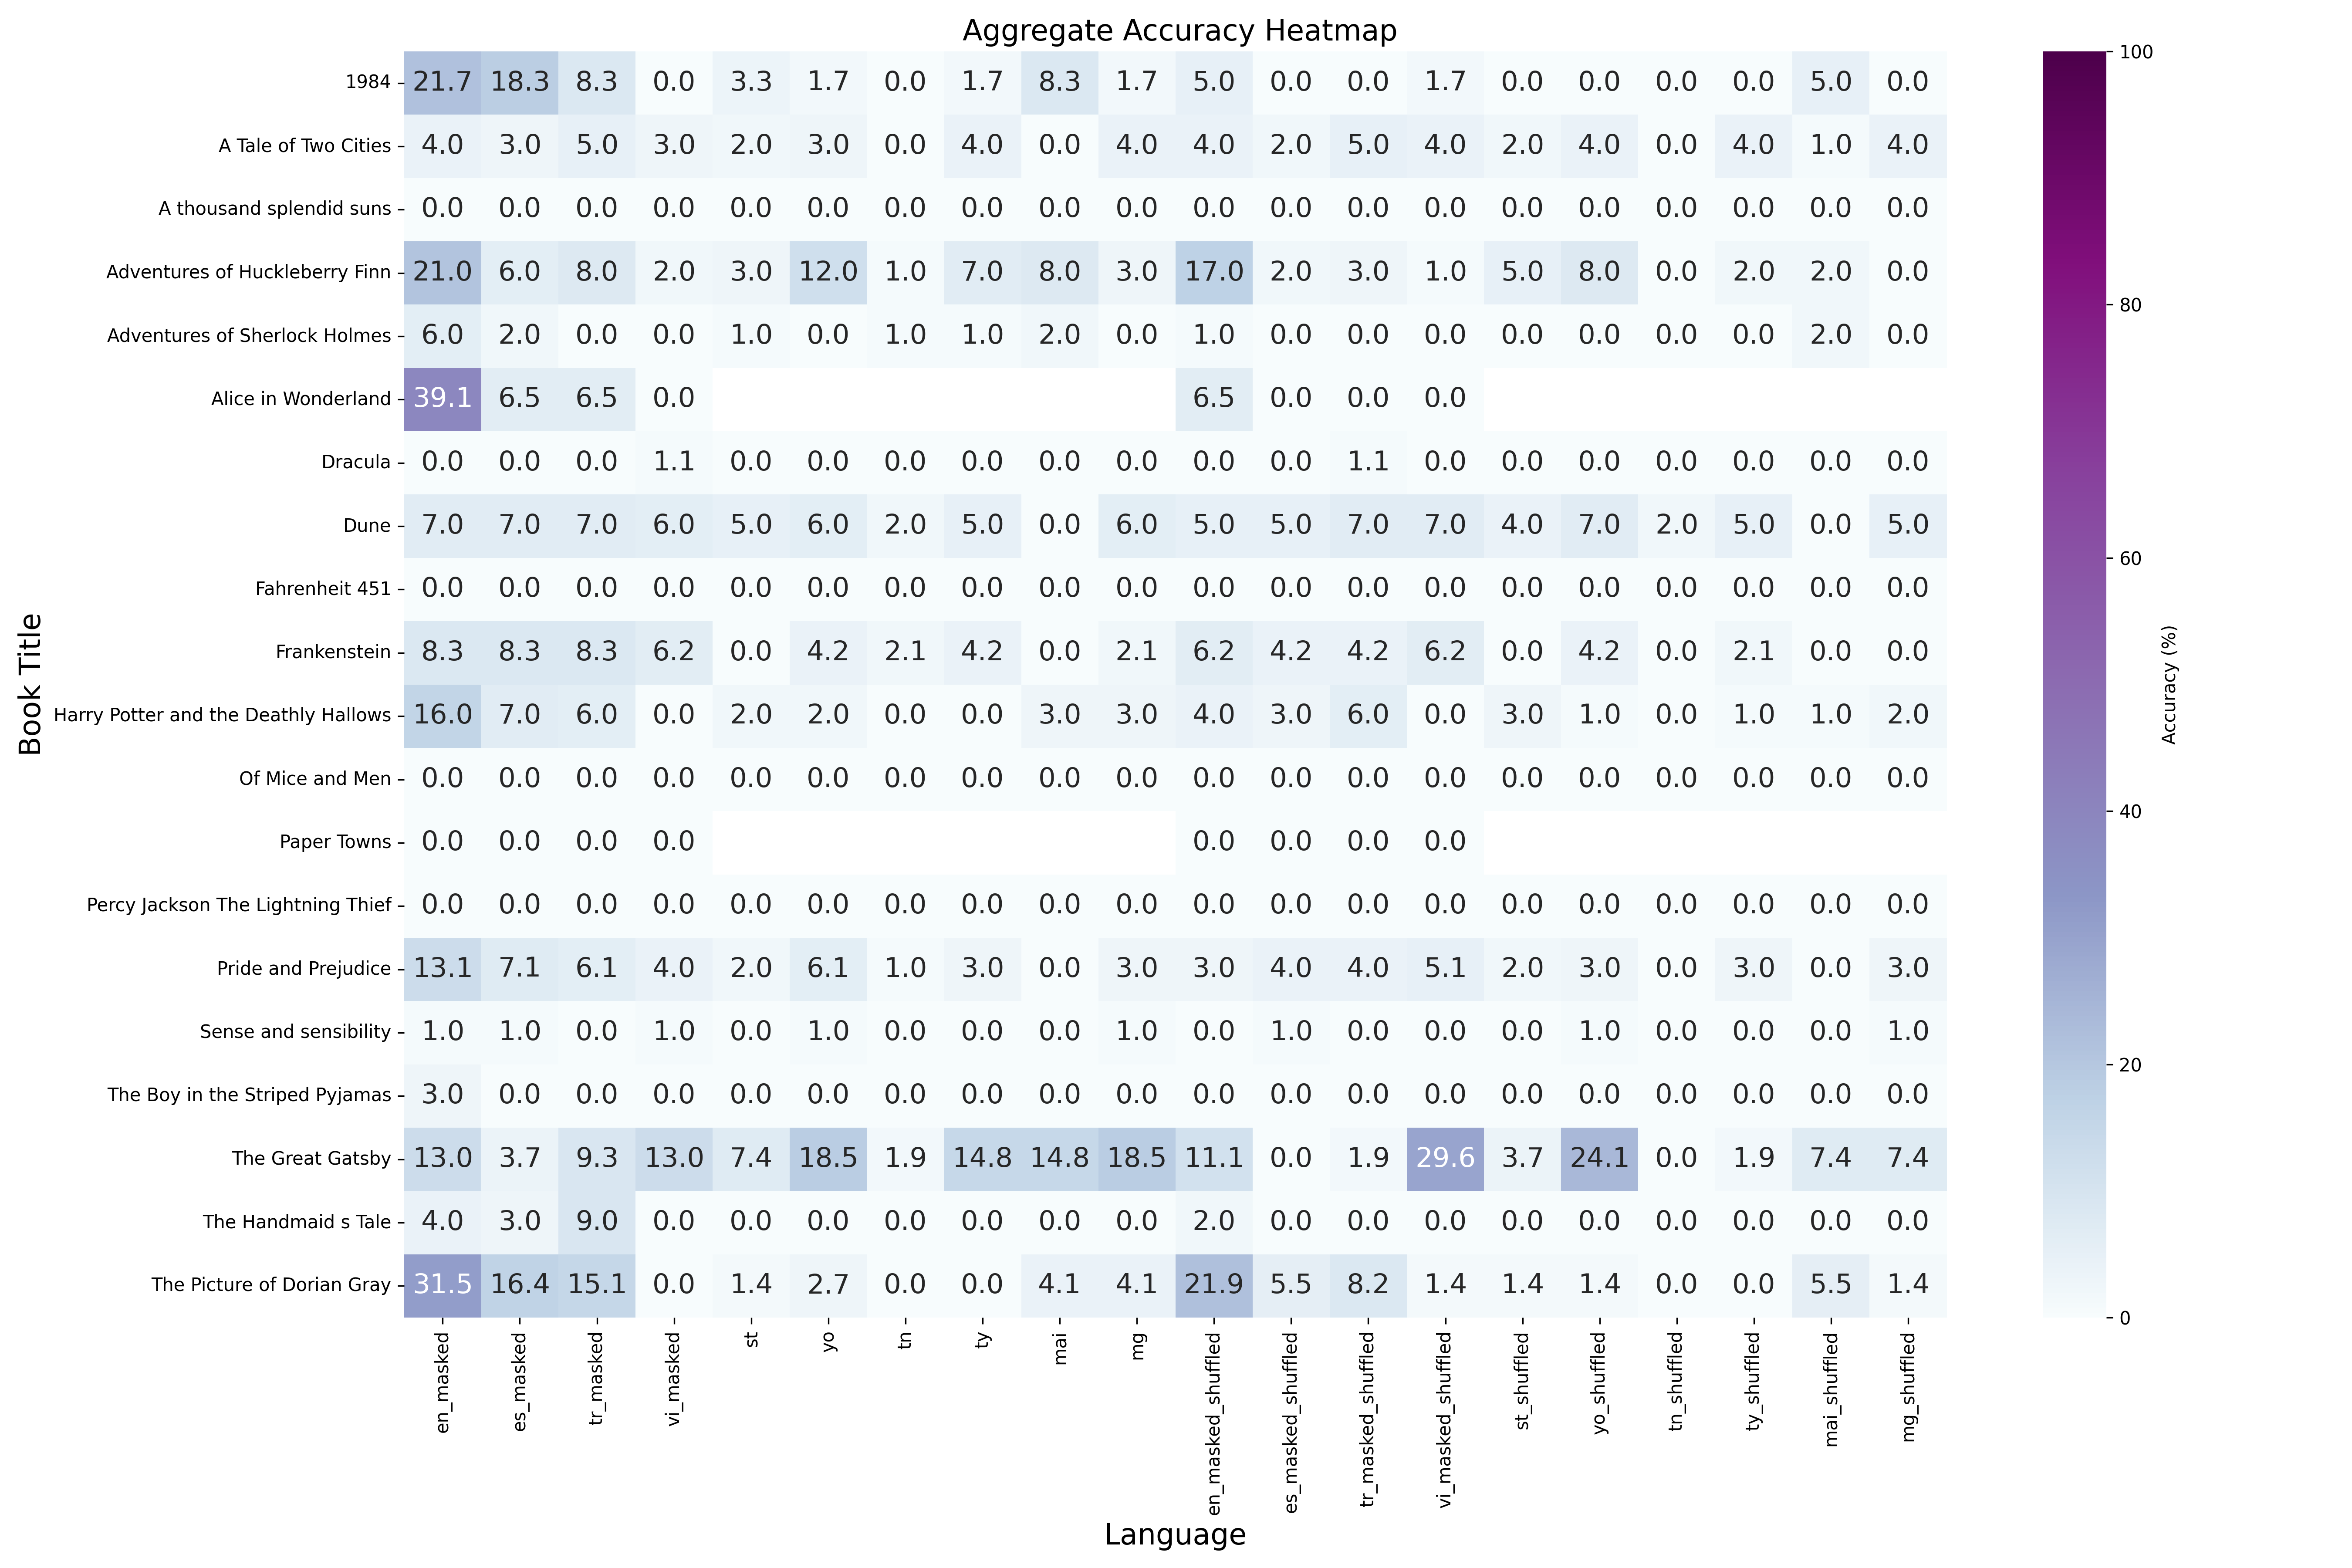 Aggregate Accuracy Heatmap
1984 21.7 18.3 8.3 0.0 3.3 1.7 0.0 1.7 8.3 1.7 5.0 0.0 0.0 1.7 0.0 0.0 0.0 0.0 5.0 0.0
A Tale of Two Cities 4.0 3.0 5.0 3.0 2.0 3.0 0.0 4.0 0.0 4.0 4.0 2.0 5.0 4.0 2.0 4.0 0.0 4.0 1.0 4.0
A thousand splendid suns 0.0 0.0 0.0 0.0 0.0 0.0 0.0 0.0 0.0 0.0 0.0 0.0 0.0 0.0 0.0 0.0 0.0 0.0 0.0 0.0
Adventures of Huckleberry Finn 21.0 6.0 8.0 2.0 3.0 12.0 1.0 7.0 8.0 3.0 17.0 2.0 3.0 1.0 5.0 8.0 0.0 2.0 2.0 0.0
Adventures of Sherlock Holmes 6.0 2.0 0.0 0.0 1.0 0.0 1.0 1.0 2.0 0.0 1.0 0.0 0.0 0.0 0.0 0.0 0.0 0.0 2.0 0.0
Alice in Wonderland 39.1 6.5 6.5 0.0 6.5 0.0 0.0 0.0
Dracula 0.0 0.0 0.0 1.1 0.0 0.0 0.0 0.0 0.0 0.0 0.0 0.0 1.1 0.0 0.0 0.0 0.0 0.0 0.0 0.0
Dune 7.0 7.0 7.0 6.0 5.0 6.0 2.0 5.0 0.0 6.0 5.0 5.0 7.0 7.0 4.0 7.0 2.0 5.0 0.0 5.0
Fahrenheit 451 0.0 0.0 0.0 0.0 0.0 0.0 0.0 0.0 0.0 0.0 0.0 0.0 0.0 0.0 0.0 0.0 0.0 0.0 0.0 0.0
Frankenstein 8.3 8.3 8.3 6.2 0.0 4.2 2.1 4.2 0.0 2.1 6.2 4.2 4.2 6.2 0.0 4.2 0.0 2.1 0.0 0.0
Harry Potter and the Deathly Hallows 16.0 7.0 6.0 0.0 2.0 2.0 0.0 0.0 3.0 3.0 4.0 3.0 6.0 0.0 3.0 1.0 0.0 1.0 1.0 2.0
Of Mice and Men 0.0 0.0 0.0 0.0 0.0 0.0 0.0 0.0 0.0 0.0 0.0 0.0 0.0 0.0 0.0 0.0 0.0 0.0 0.0 0.0
Paper Towns 0.0 0.0 0.0 0.0 0.0 0.0 0.0 0.0
Percy Jackson The Lightning Thief 0.0 0.0 0.0 0.0 0.0 0.0 0.0 0.0 0.0 0.0 0.0 0.0 0.0 0.0 0.0 0.0 0.0 0.0 0.0 0.0
Pride and Prejudice 13.1 7.1 6.1 4.0 2.0 6.1 1.0 3.0 0.0 3.0 3.0 4.0 4.0 5.1 2.0 3.0 0.0 3.0 0.0 3.0
Sense and sensibility 1.0 1.0 0.0 1.0 0.0 1.0 0.0 0.0 0.0 1.0 0.0 1.0 0.0 0.0 0.0 1.0 0.0 0.0 0.0 1.0
The Boy in the Striped Pyjamas 3.0 0.0 0.0 0.0 0.0 0.0 0.0 0.0 0.0 0.0 0.0 0.0 0.0 0.0 0.0 0.0 0.0 0.0 0.0 0.0
The Great Gatsby 13.0 3.7 9.3 13.0 7.4 18.5 1.9 14.8 14.8 18.5 11.1 0.0 1.9 29.6 3.7 24.1 0.0 1.9 7.4 7.4
The Handmaid s Tale 4.0 3.0 9.0 0.0 0.0 0.0 0.0 0.0 0.0 0.0 2.0 0.0 0.0 0.0 0.0 0.0 0.0 0.0 0.0 0.0
The Picture of Dorian Gray 31.5 16.4 15.1 0.0 1.4 2.7 0.0 0.0 4.1 4.1 21.9 5.5 8.2 1.4 1.4 1.4 0.0 0.0 5.5 1.4
Book Title
en_masked
es_masked
tr_masked
vi_masked
st
yo
tn
ty
mai
mg
en_masked_shuffled
es_masked_shuffled
tr_masked_shuffled
vi_masked_shuffled
st_shuffled
yo_shuffled
tn_shuffled
ty_shuffled
mai_shuffled
mg_shuffled
Language
100
80
60
40
20
0
Accuracy (%)